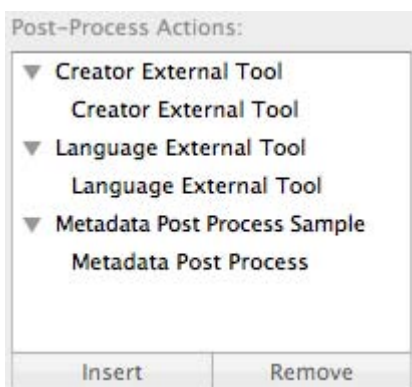 Post-Process Actions:
Creator External Tool
Creator External Tool
Language External Tool
Language External Tool
Metadata Post Process Sample
Metadata Post Process
Insert Remove